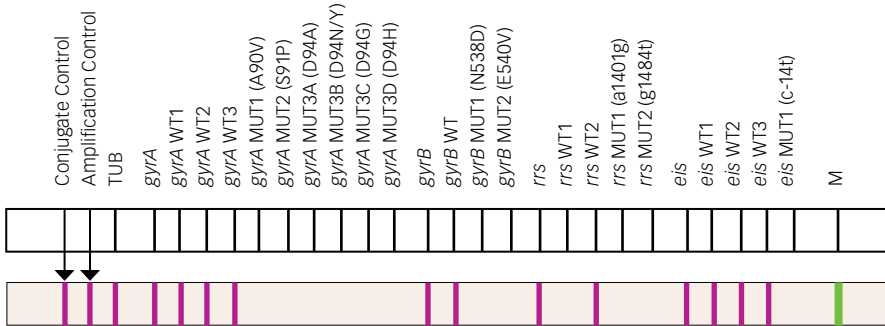 Conjugate Control
Amplification Control
TUB
gyrA
gyrA WT1
gyrA WT2
gyrA WT3
gyrA MUT1 (A90V)
gyrA MUT2 (S91P)
gyrA MUT3A (D94A)
gyrA MUT3B (D94N/Y)
gyrA MUT3C (D94G)
gyrA MUT3D (D94H)
gyrB
gyrB WT
gyrB MUT1 (N538D)
gyrB MUT2 (E540V)
rrs
rrs WT1
rrs WT2
rrs MUT1 (a1401g)
rrs MUT2 (g1484t)
eis
eis WT1
eis WT2
eis WT3
eis MUT1 (c-14t)
M